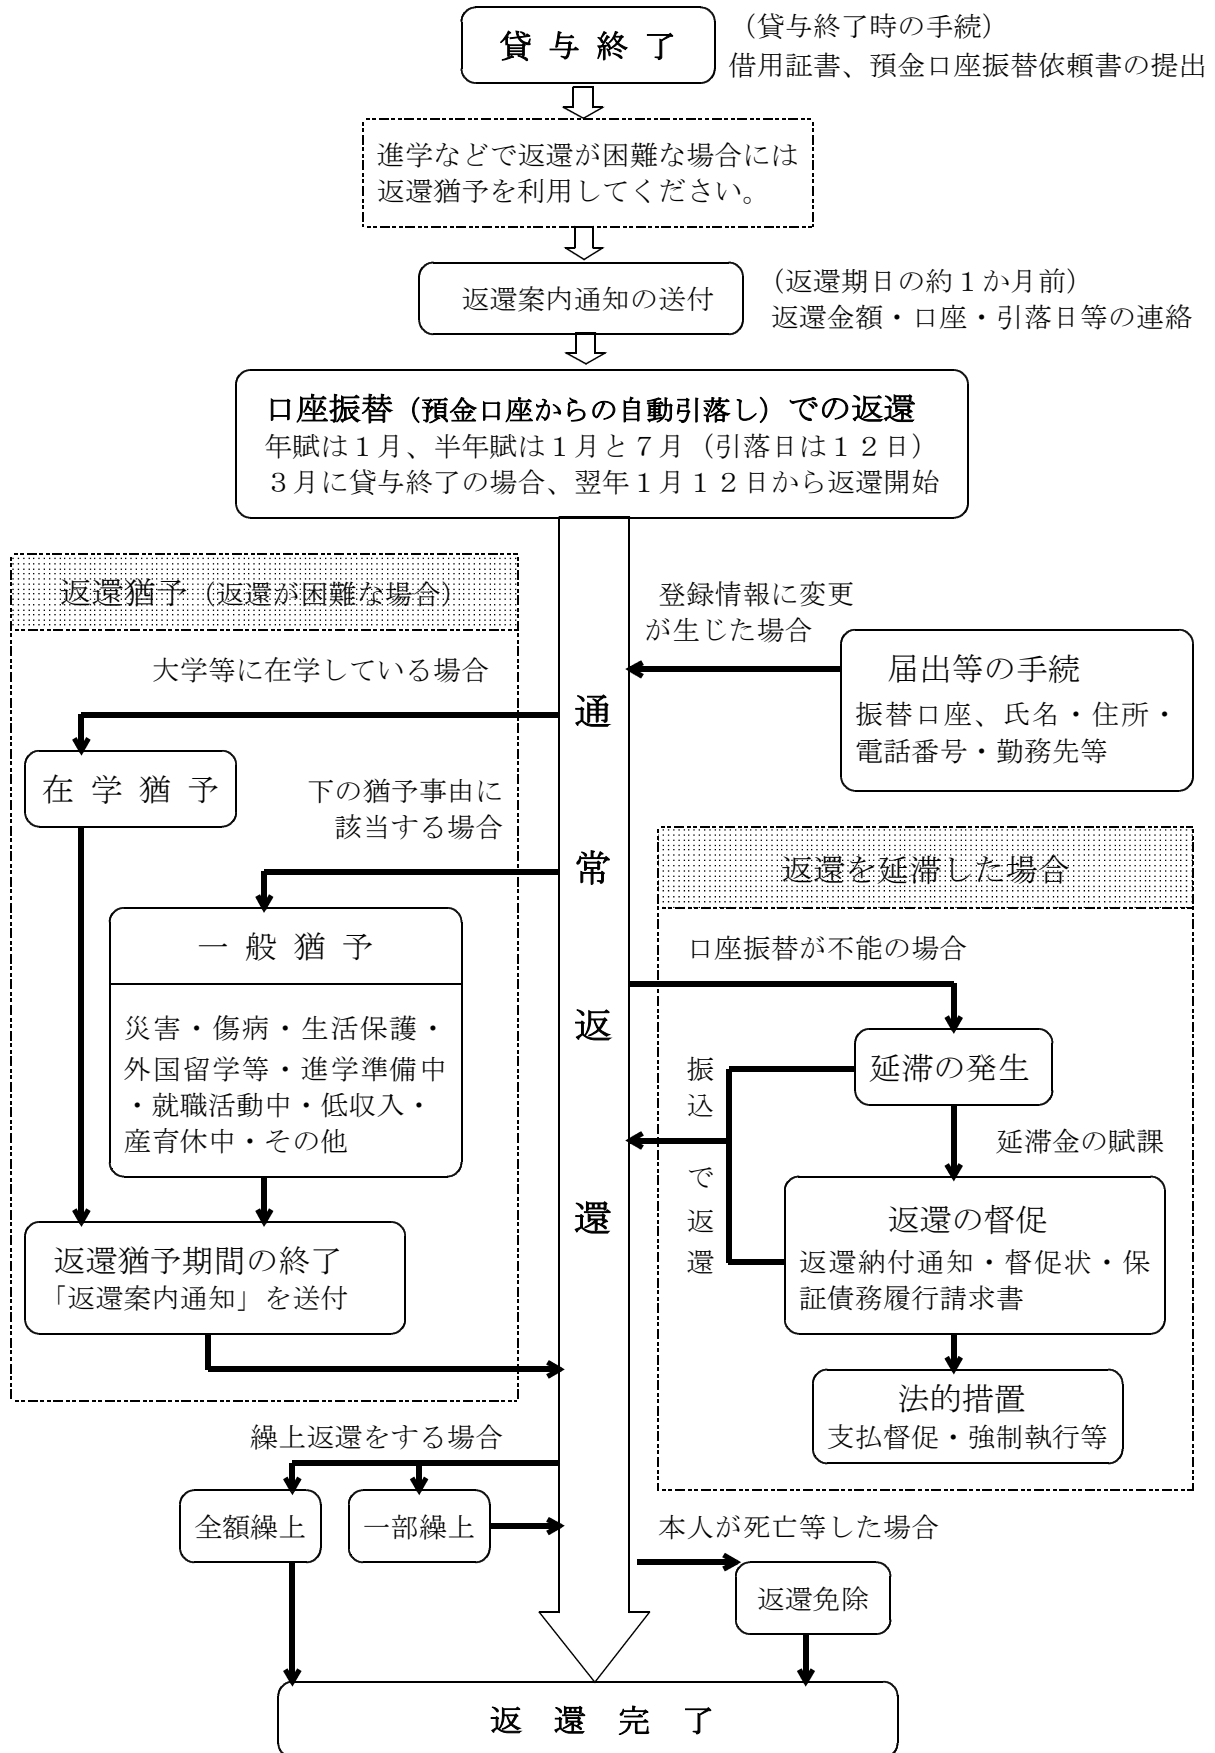 貸与終了
（貸与終了時の手続）
借用証書、預金口座振替依頼書の提出
進学などで返還が困難な場合には
返還猶予を利用してください。
返還案内通知の送付
（返還期日の約１か月前）
返還金額・口座・引落日等の連絡
口座振替（預金口座からの自動引落し）での返還
年賦は１月、半年賦は１月と７月（引落日は１２日）
３月に貸与終了の場合、翌年１月１２日から返還開始
通常返還
返還猶予（返還が困難な場合）
大学等に在学している場合
在学猶予
下の猶予事由に
該当する場合
一般猶予
災害・傷病・生活保護・
外国留学等・進学準備中
・就職活動中・低収入・
産育休中・その他
返還猶予期間の終了
「返還案内通知」を送付
登録情報に変更
が生じた場合
届出等の手続
振替口座、氏名・住所・
電話番号・勤務先等
返還を延滞した場合
口座振替が不能の場合
延滞の発生
振込で返還
延滞金の賦課
返還の督促
返還納付通知・督促状・保
証債務履行請求書
法的措置
支払督促・強制執行等
繰上返還をする場合
全額繰上
一部繰上
本人が死亡等した場合
返還免除
返還完了